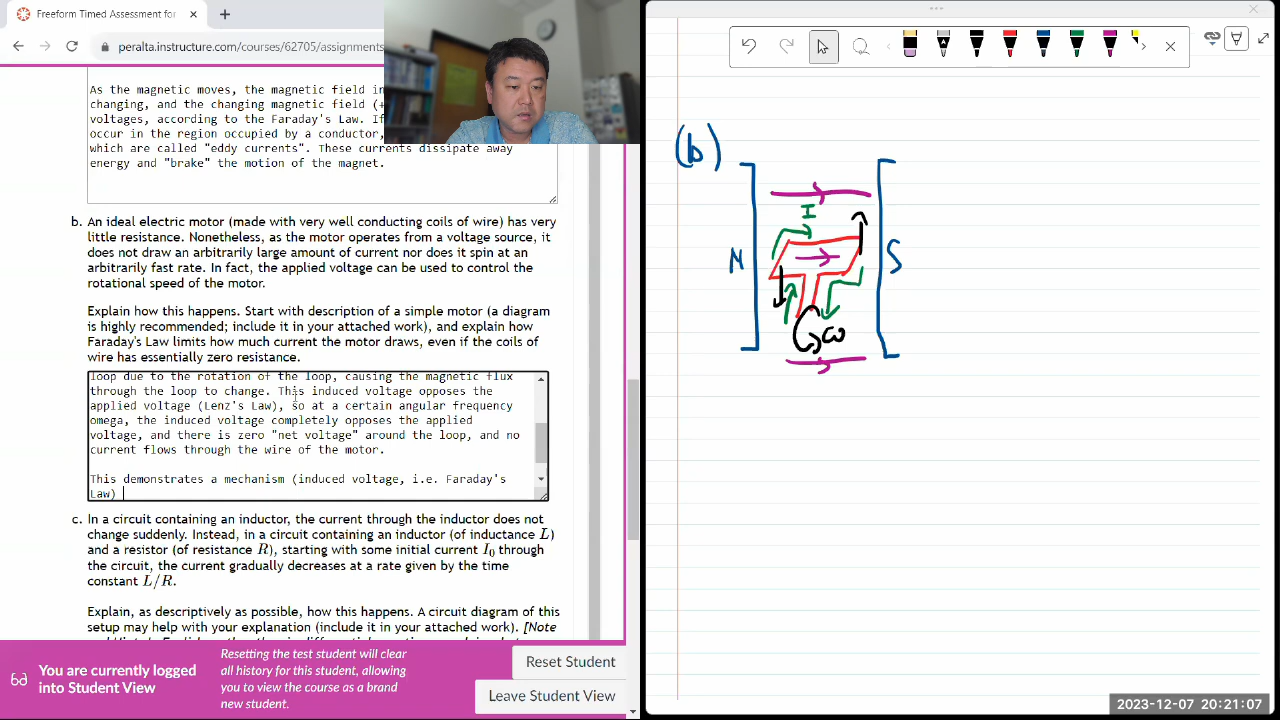 Freeform Timed Assessment for
peralta.instructure.com/courses/62705/assignments
As the magnetic moves, the magnetic field in
changing, and the changing magnetic field (
voltages, according to the Faraday's Law. If
occur in the region occupied by a conductor,
which are called "eddy currents". These currents dissipate away
energy and "brake" the motion of the magnet.
b. An ideal electric motor (made with very well conducting coils of wire) has very
little resistance. Nonetheless, as the motor operates from a voltage source, it
does not draw an arbitrarily large amount of current nor does it spin at an
arbitrarily fast rate. In fact, the applied voltage can be used to control the
rotational speed of the motor.
Explain how this happens. Start with description of a simple motor (a diagram
is highly recommended; include it in your attached work), and explain how
Faraday's Law limits how much current the motor draws, even if the coils of
wire has essentially zero resistance.
loop due to the rotation of the loop, causing the magnetic flux
through the loop to change. This induced voltage opposes the
applied voltage (Lenz's Law), so at a certain angular frequency
omega, the induced voltage completely opposes the applied
voltage, and there is zero "net voltage" around the loop, and no
current flows through the wire of the motor.
This demonstrates a mechanism (induced voltage, i.e. Faraday's
Law)
c. In a circuit containing an inductor, the current through the inductor does not
change suddenly. Instead, in a circuit containing an inductor (of inductance L)
and a resistor (of resistance R), starting with some initial current I₀ through
the circuit, the current gradually decreases at a rate given by the time
constant L/R.
Explain, as descriptively as possible, how this happens. A circuit diagram of this
setup may help with your explanation (include it in your attached work). [Note
You are currently logged
into Student View
Resetting the test student will clear
all history for this student, allowing
you to view the course as a brand
new student.
Reset Student
Leave Student View
(b)
I
N
S
ω
2023-12-07 20:21:07